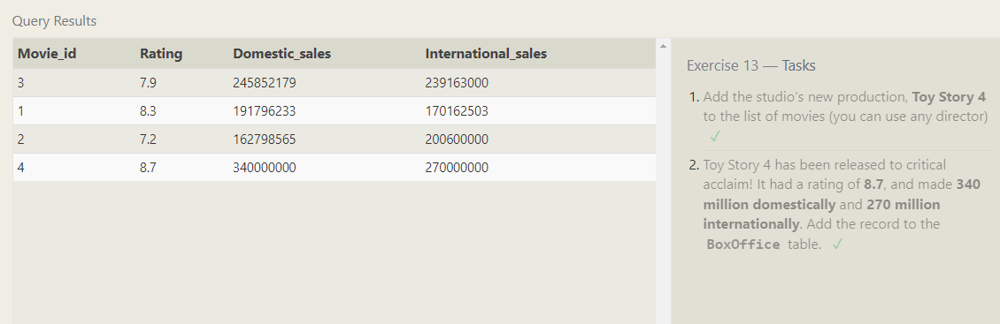 Query Results
Movie_id Rating Domestic_sales International_sales
3 7.9 245852179 239163000
1 8.3 191796233 170162503
2 7.2 162798565 200600000
4 8.7 340000000 270000000
Exercise 13 — Tasks
1. Add the studio's new production, Toy Story 4
to the list of movies (you can use any director)
✓
2. Toy Story 4 has been released to critical
acclaim! It had a rating of 8.7, and made 340
million domestically and 270 million
internationally. Add the record to the
BoxOffice table. ✓